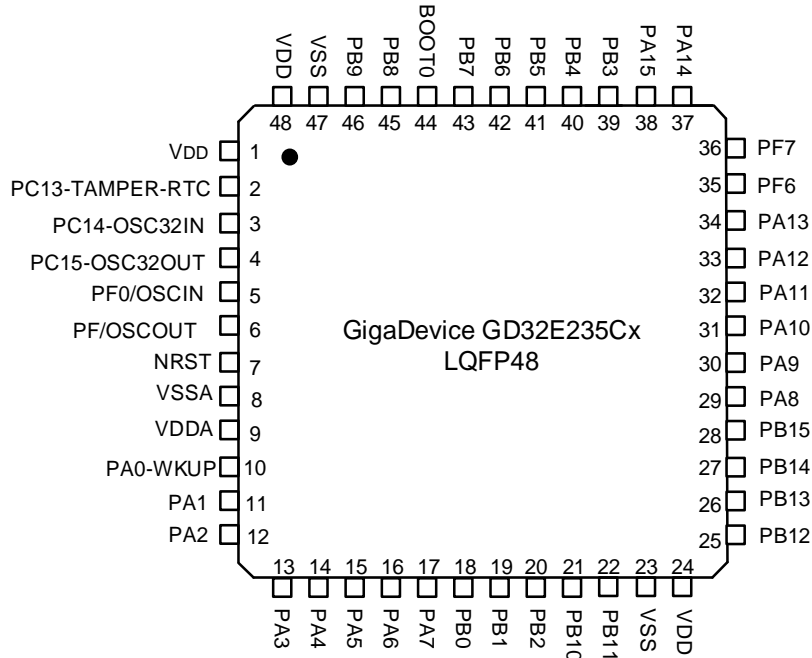 VDD VSS PB9 PB8 BOOT0 PB7 PB6 PB5 PB4 PB3 PA15 PA14
48 47 46 45 44 43 42 41 40 39 38 37
VDD 1
PC13-TAMPER-RTC 2
PC14-OSC32IN 3
PC15-OSC32OUT 4
PF0/OSCIN 5
PF/OSCOUT 6
NRST 7
VSSA 8
VDDA 9
PA0-WKUP 10
PA1 11
PA2 12
GigaDevice GD32E235Cx
LQFP48
36 PF7
35 PF6
34 PA13
33 PA12
32 PA11
31 PA10
30 PA9
29 PA8
28 PB15
27 PB14
26 PB13
25 PB12
13 14 15 16 17 18 19 20 21 22 23 24
PA3 PA4 PA5 PA6 PA7 PB0 PB1 PB2 PB10 PB11 VSS VDD